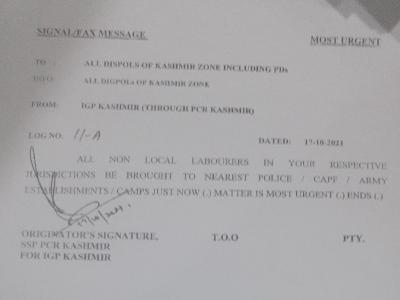 SIGNAL/FAX MESSAGE MOST URGENT
TO : ALL DISPOLS OF KASHMIR ZONE INCLUDING PDs
INFO: ALL DIGPOLs OF KASHMIR ZONE
FROM: IGP KASHMIR (THROUGH PCR KASHMIR)
LOG NO. 11-A DATED: 17-10-2021
ALL NON LOCAL LABOURERS IN YOUR RESPECTIVE
JURISDICTIONS BE BROUGHT TO NEAREST POLICE / CAPF / ARMY
ESTABLISHMENTS / CAMPS JUST NOW (.) MATTER IS MOST URGENT (.) ENDS (.)
17/10/2021.
ORIGINATOR'S SIGNATURE, T.O.O PTY.
SSP PCR KASHMIR
FOR IGP KASHMIR